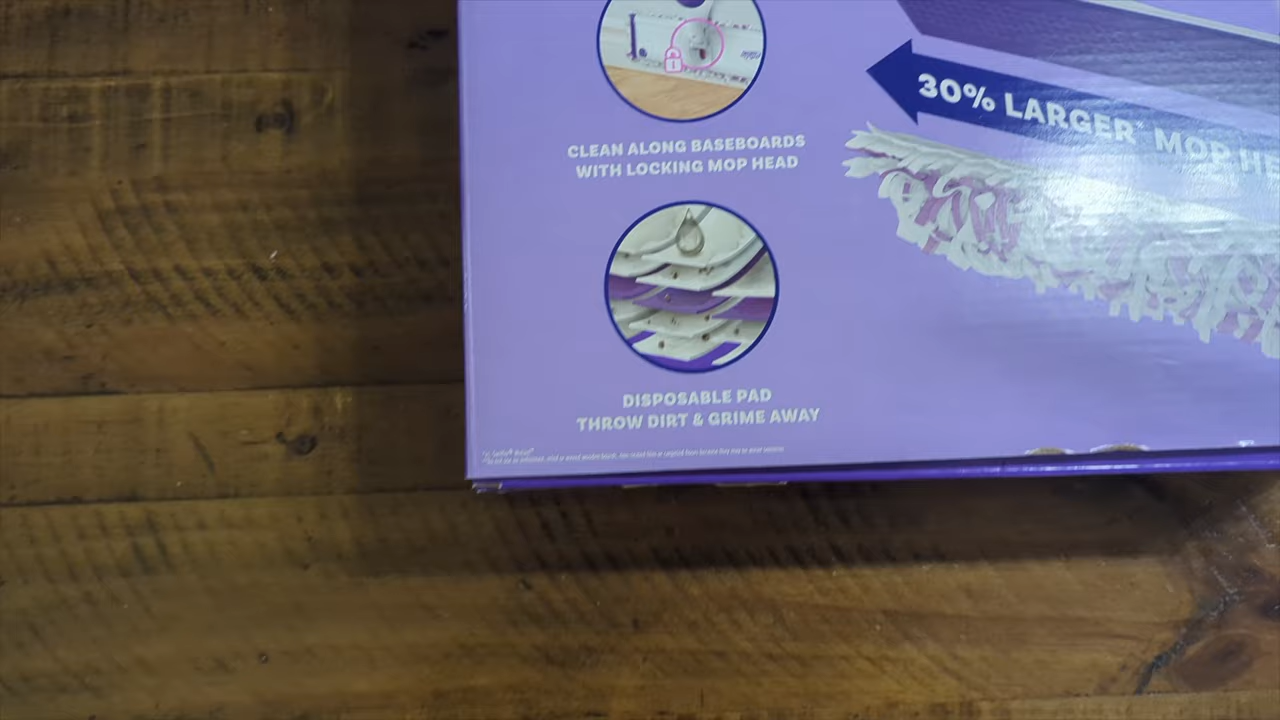 CLEAN ALONG BASEBOARDS
WITH LOCKING MOP HEAD
30% LARGER* MOP HE
DISPOSABLE PAD
THROW DIRT & GRIME AWAY